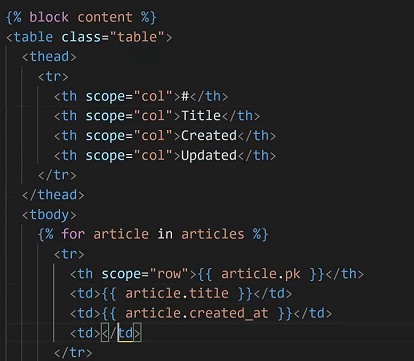 {% block content %}
<table class="table">
<thead>
<tr>
<th scope="col">#</th>
<th scope="col">Title</th>
<th scope="col">Created</th>
<th scope="col">Updated</th>
</tr>
</thead>
<tbody>
{% for article in articles %}
<tr>
<th scope="row">{{ article.pk }}</th>
<td>{{ article.title }}</td>
<td>{{ article.created_at }}</td>
<td></td>
</tr>